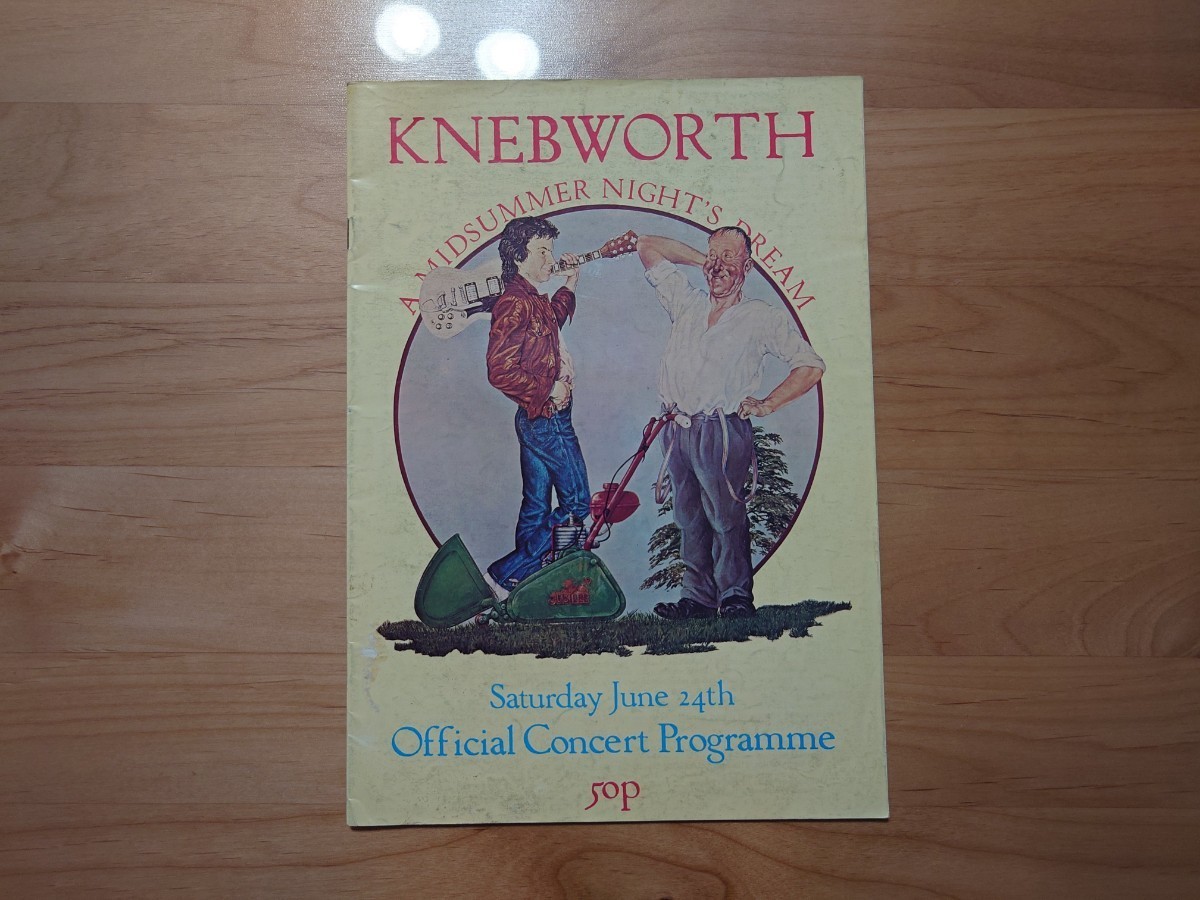 KNEBWORTH
A MIDSUMMER NIGHT'S DREAM
Saturday June 24th
Official Concert Programme
50p